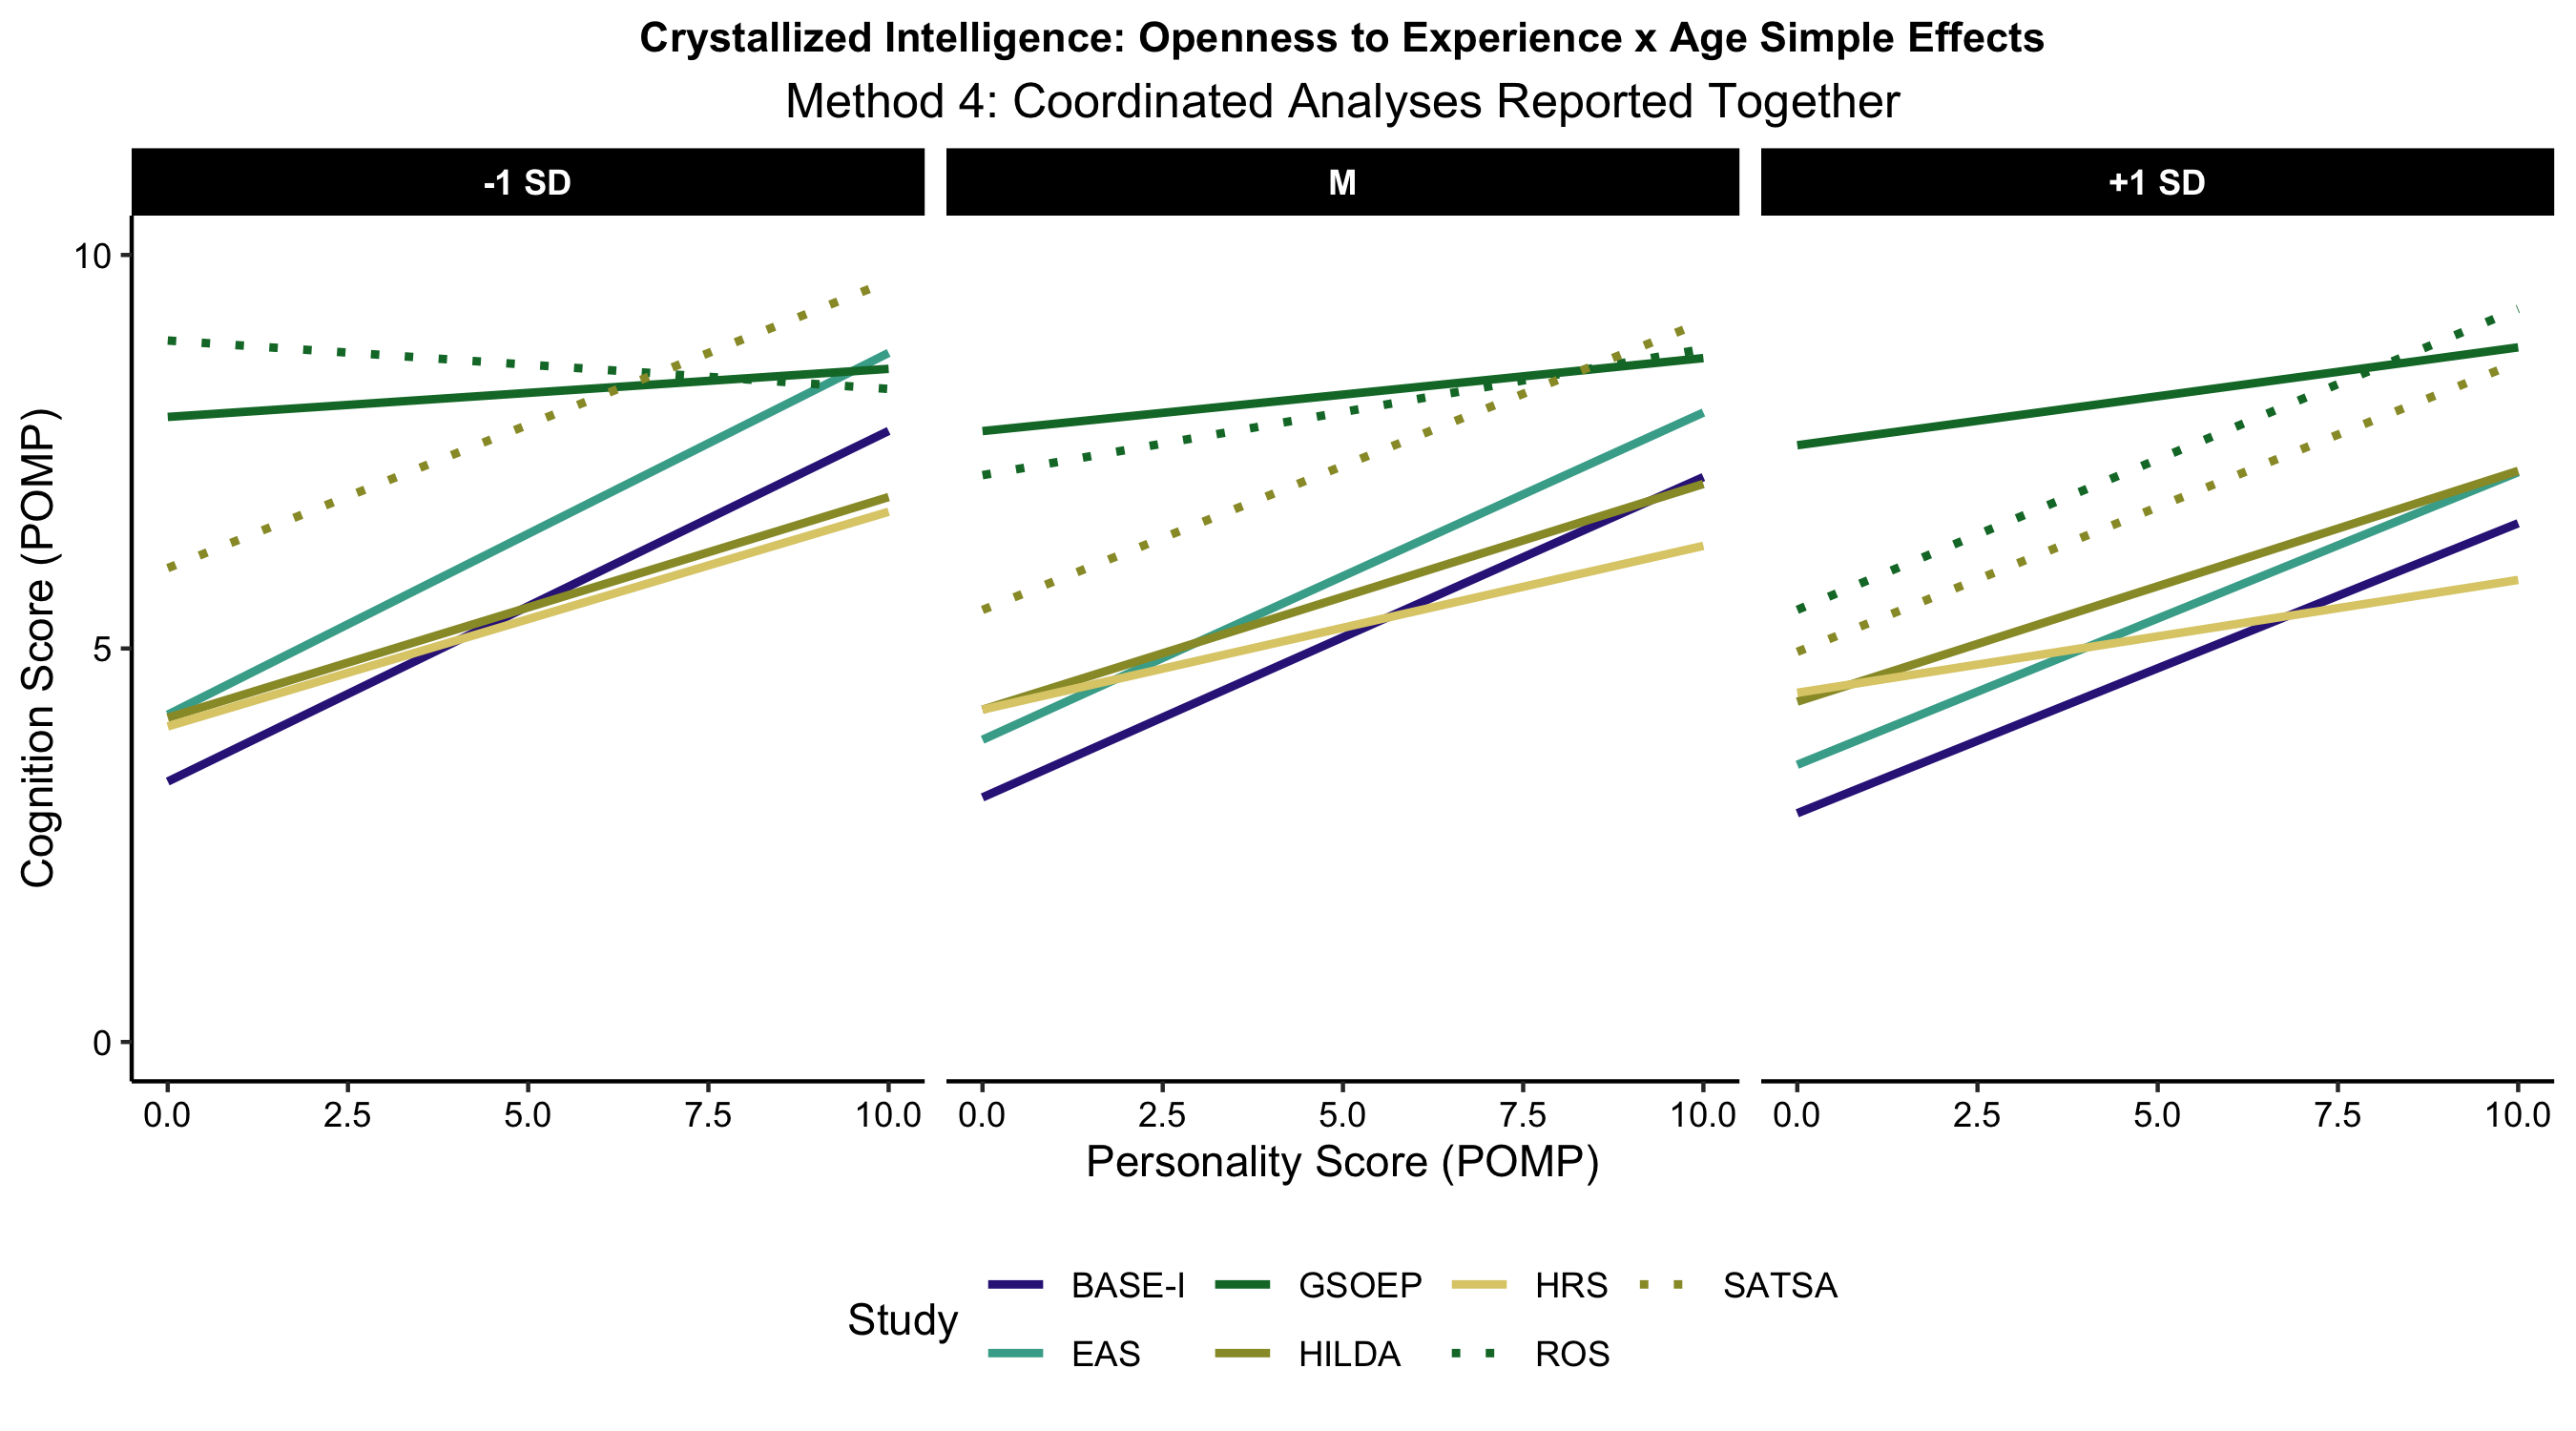 Crystallized Intelligence: Openness to Experience x Age Simple Effects
Method 4: Coordinated Analyses Reported Together
-1 SD
M
+1 SD
Cognition Score (POMP)
10
5
0
0.0 2.5 5.0 7.5 10.0
0.0 2.5 5.0 7.5 10.0
0.0 2.5 5.0 7.5 10.0
Personality Score (POMP)
Study
BASE-I GSOEP HRS SATSA
EAS HILDA ROS